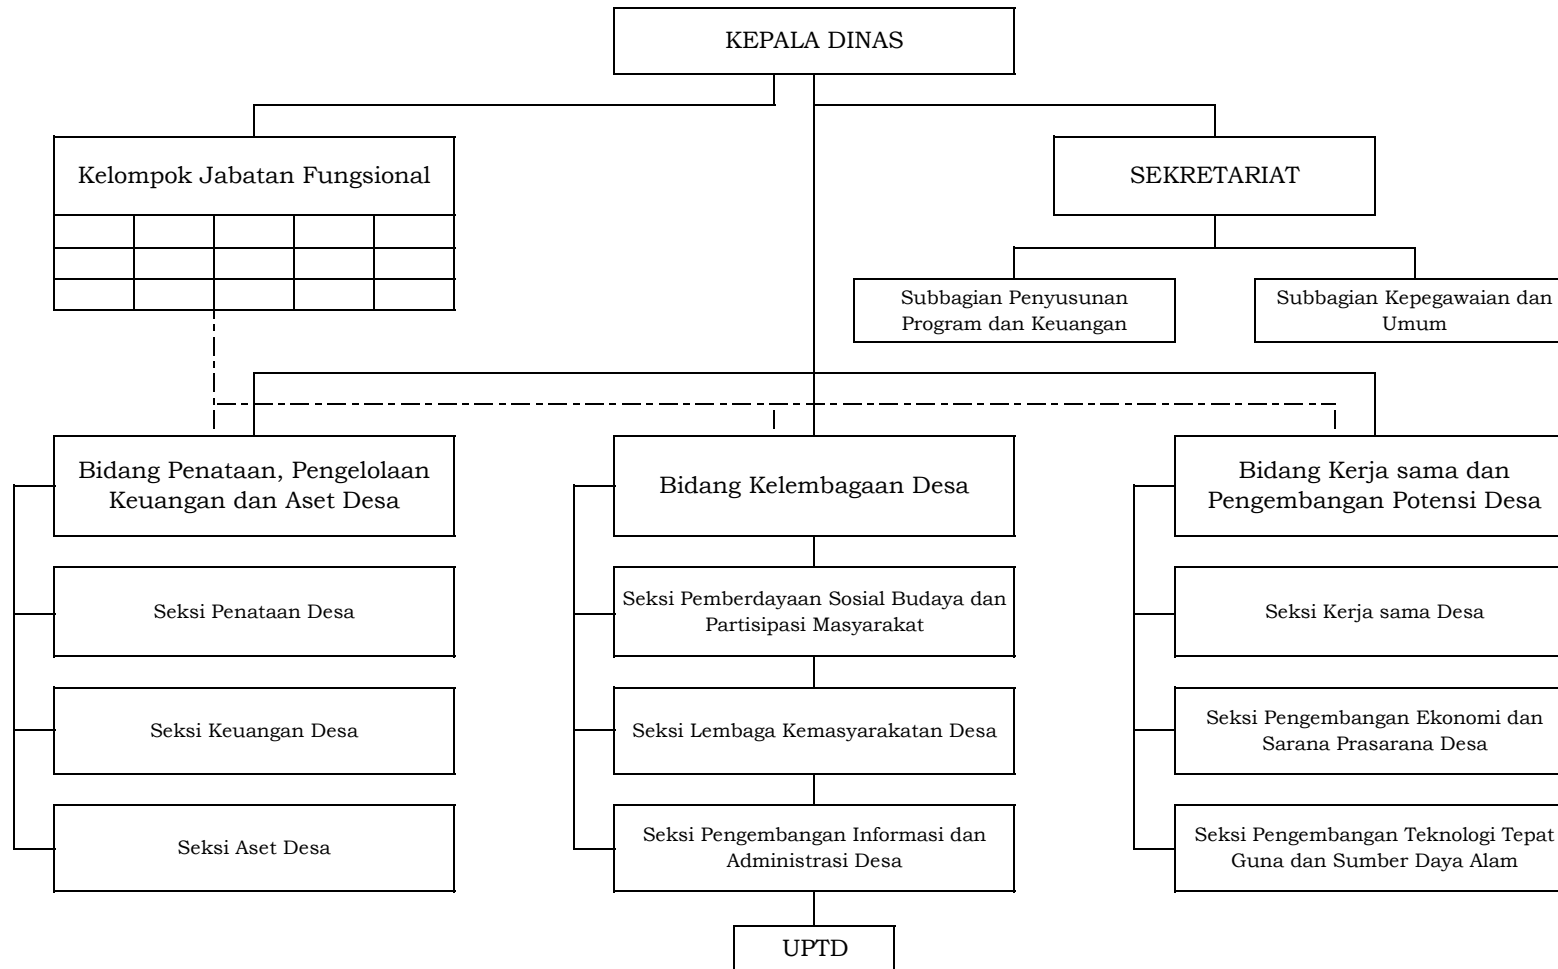 KEPALA DINAS
Kelompok Jabatan Fungsional
SEKRETARIAT
Subbagian Penyusunan
Program dan Keuangan
Subbagian Kepegawaian dan
Umum
Bidang Penataan, Pengelolaan
Keuangan dan Aset Desa
Bidang Kelembagaan Desa
Bidang Kerja sama dan
Pengembangan Potensi Desa
Seksi Penataan Desa
Seksi Pemberdayaan Sosial Budaya dan
Partisipasi Masyarakat
Seksi Kerja sama Desa
Seksi Keuangan Desa
Seksi Lembaga Kemasyarakatan Desa
Seksi Pengembangan Ekonomi dan
Sarana Prasarana Desa
Seksi Aset Desa
Seksi Pengembangan Informasi dan
Administrasi Desa
Seksi Pengembangan Teknologi Tepat
Guna dan Sumber Daya Alam
UPTD